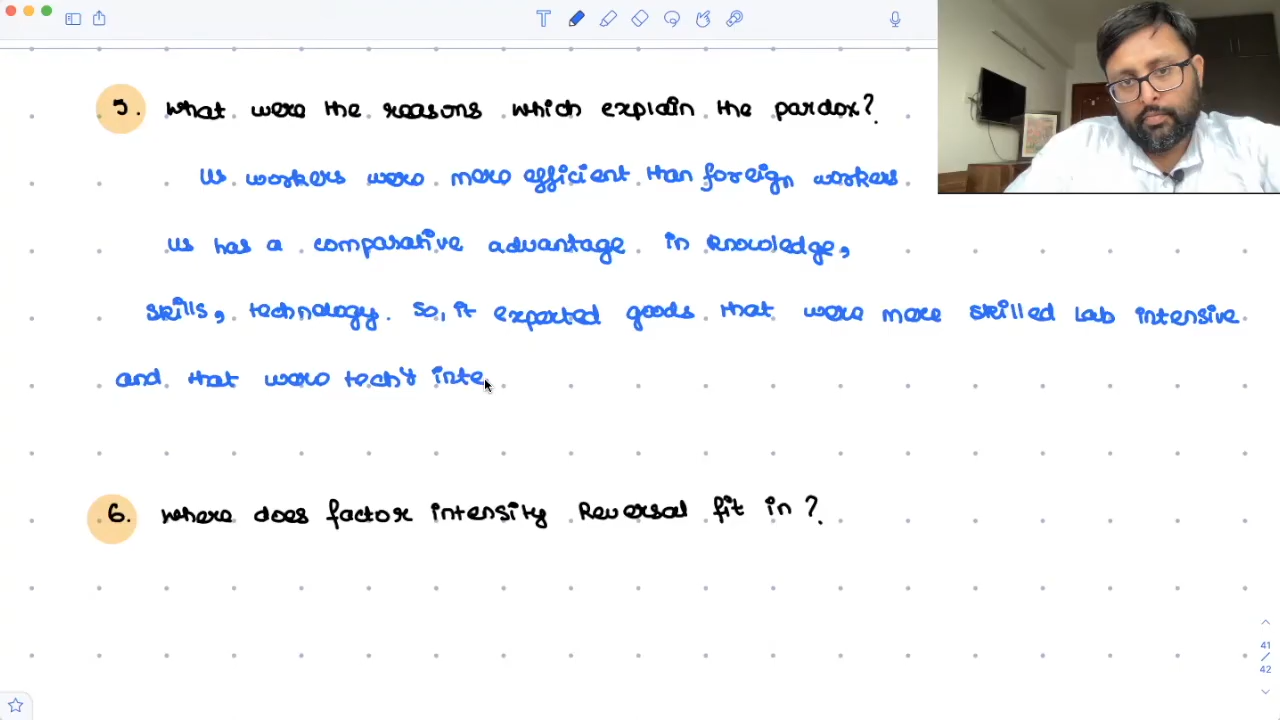 5. What were the reasons which explain the pardox?
US workers were more efficient than foreign workers
US has a comparative advantage in knowledge,
skills, technology. So, it exported goods that were more skilled Lab intensive
and that were tech'l inte
6. Where does factor intensity Reversal fit in?
41
/
42